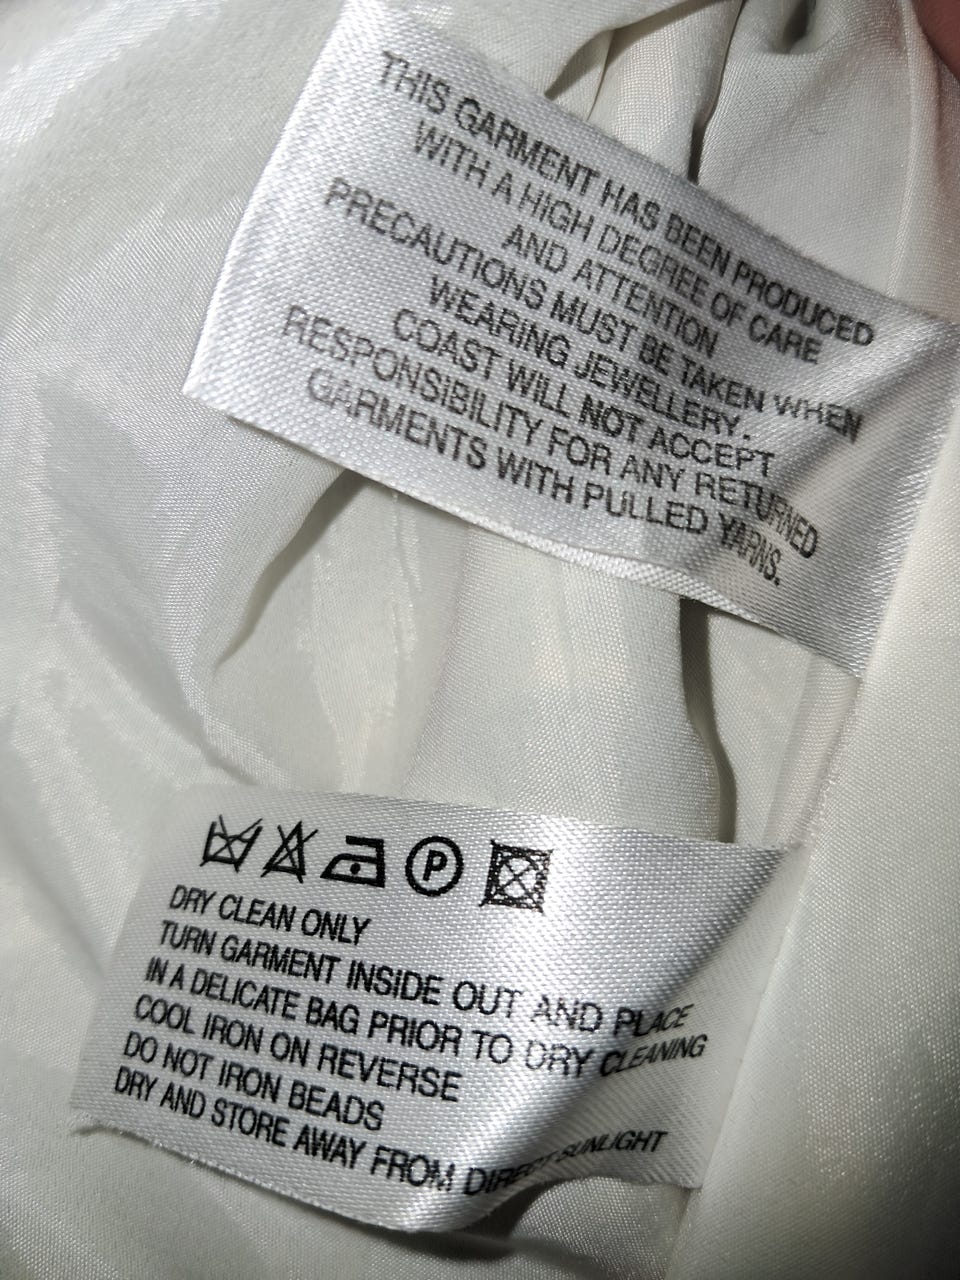 THIS GARMENT HAS BEEN PRODUCED
WITH A HIGH DEGREE OF CARE
AND ATTENTION
PRECAUTIONS MUST BE TAKEN WHEN
WEARING JEWELLERY.
COAST WILL NOT ACCEPT
RESPONSIBILITY FOR ANY RETURNED
GARMENTS WITH PULLED YARNS.
P
DRY CLEAN ONLY
TURN GARMENT INSIDE OUT AND PLACE
IN A DELICATE BAG PRIOR TO DRY CLEANING
COOL IRON ON REVERSE
DO NOT IRON BEADS
DRY AND STORE AWAY FROM DIRECT SUNLIGHT